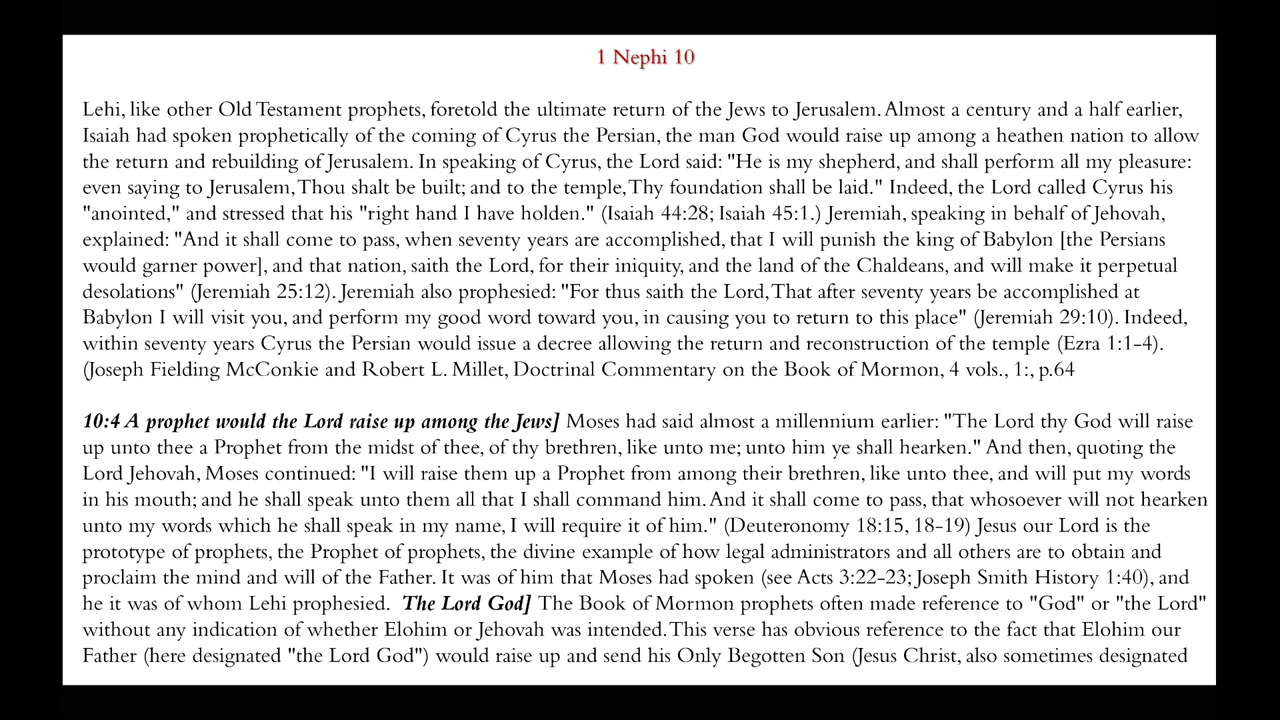 1 Nephi 10
Lehi, like other Old Testament prophets, foretold the ultimate return of the Jews to Jerusalem. Almost a century and a half earlier,
Isaiah had spoken prophetically of the coming of Cyrus the Persian, the man God would raise up among a heathen nation to allow
the return and rebuilding of Jerusalem. In speaking of Cyrus, the Lord said: "He is my shepherd, and shall perform all my pleasure:
even saying to Jerusalem, Thou shalt be built; and to the temple, Thy foundation shall be laid." Indeed, the Lord called Cyrus his
"anointed," and stressed that his "right hand I have holden." (Isaiah 44:28; Isaiah 45:1.) Jeremiah, speaking in behalf of Jehovah,
explained: "And it shall come to pass, when seventy years are accomplished, that I will punish the king of Babylon [the Persians
would garner power], and that nation, saith the Lord, for their iniquity, and the land of the Chaldeans, and will make it perpetual
desolations" (Jeremiah 25:12). Jeremiah also prophesied: "For thus saith the Lord, That after seventy years be accomplished at
Babylon I will visit you, and perform my good word toward you, in causing you to return to this place" (Jeremiah 29:10). Indeed,
within seventy years Cyrus the Persian would issue a decree allowing the return and reconstruction of the temple (Ezra 1:1-4).
(Joseph Fielding McConkie and Robert L. Millet, Doctrinal Commentary on the Book of Mormon, 4 vols., 1:, p.64
10:4 A prophet would the Lord raise up among the Jews] Moses had said almost a millennium earlier: "The Lord thy God will raise
up unto thee a Prophet from the midst of thee, of thy brethren, like unto me; unto him ye shall hearken." And then, quoting the
Lord Jehovah, Moses continued: "I will raise them up a Prophet from among their brethren, like unto thee, and will put my words
in his mouth; and he shall speak unto them all that I shall command him. And it shall come to pass, that whosoever will not hearken
unto my words which he shall speak in my name, I will require it of him." (Deuteronomy 18:15, 18-19) Jesus our Lord is the
prototype of prophets, the Prophet of prophets, the divine example of how legal administrators and all others are to obtain and
proclaim the mind and will of the Father. It was of him that Moses had spoken (see Acts 3:22-23; Joseph Smith History 1:40), and
he it was of whom Lehi prophesied. The Lord God] The Book of Mormon prophets often made reference to "God" or "the Lord"
without any indication of whether Elohim or Jehovah was intended. This verse has obvious reference to the fact that Elohim our
Father (here designated "the Lord God") would raise up and send his Only Begotten Son (Jesus Christ, also sometimes designated